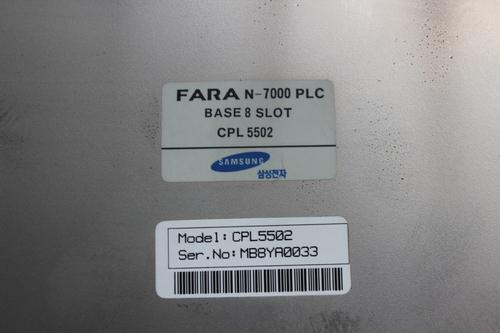 FARA N-7000 PLC
BASE 8 SLOT
CPL 5502
SAMSUNG
삼성전자
Model: CPL5502
Ser.No: MB8YA0033